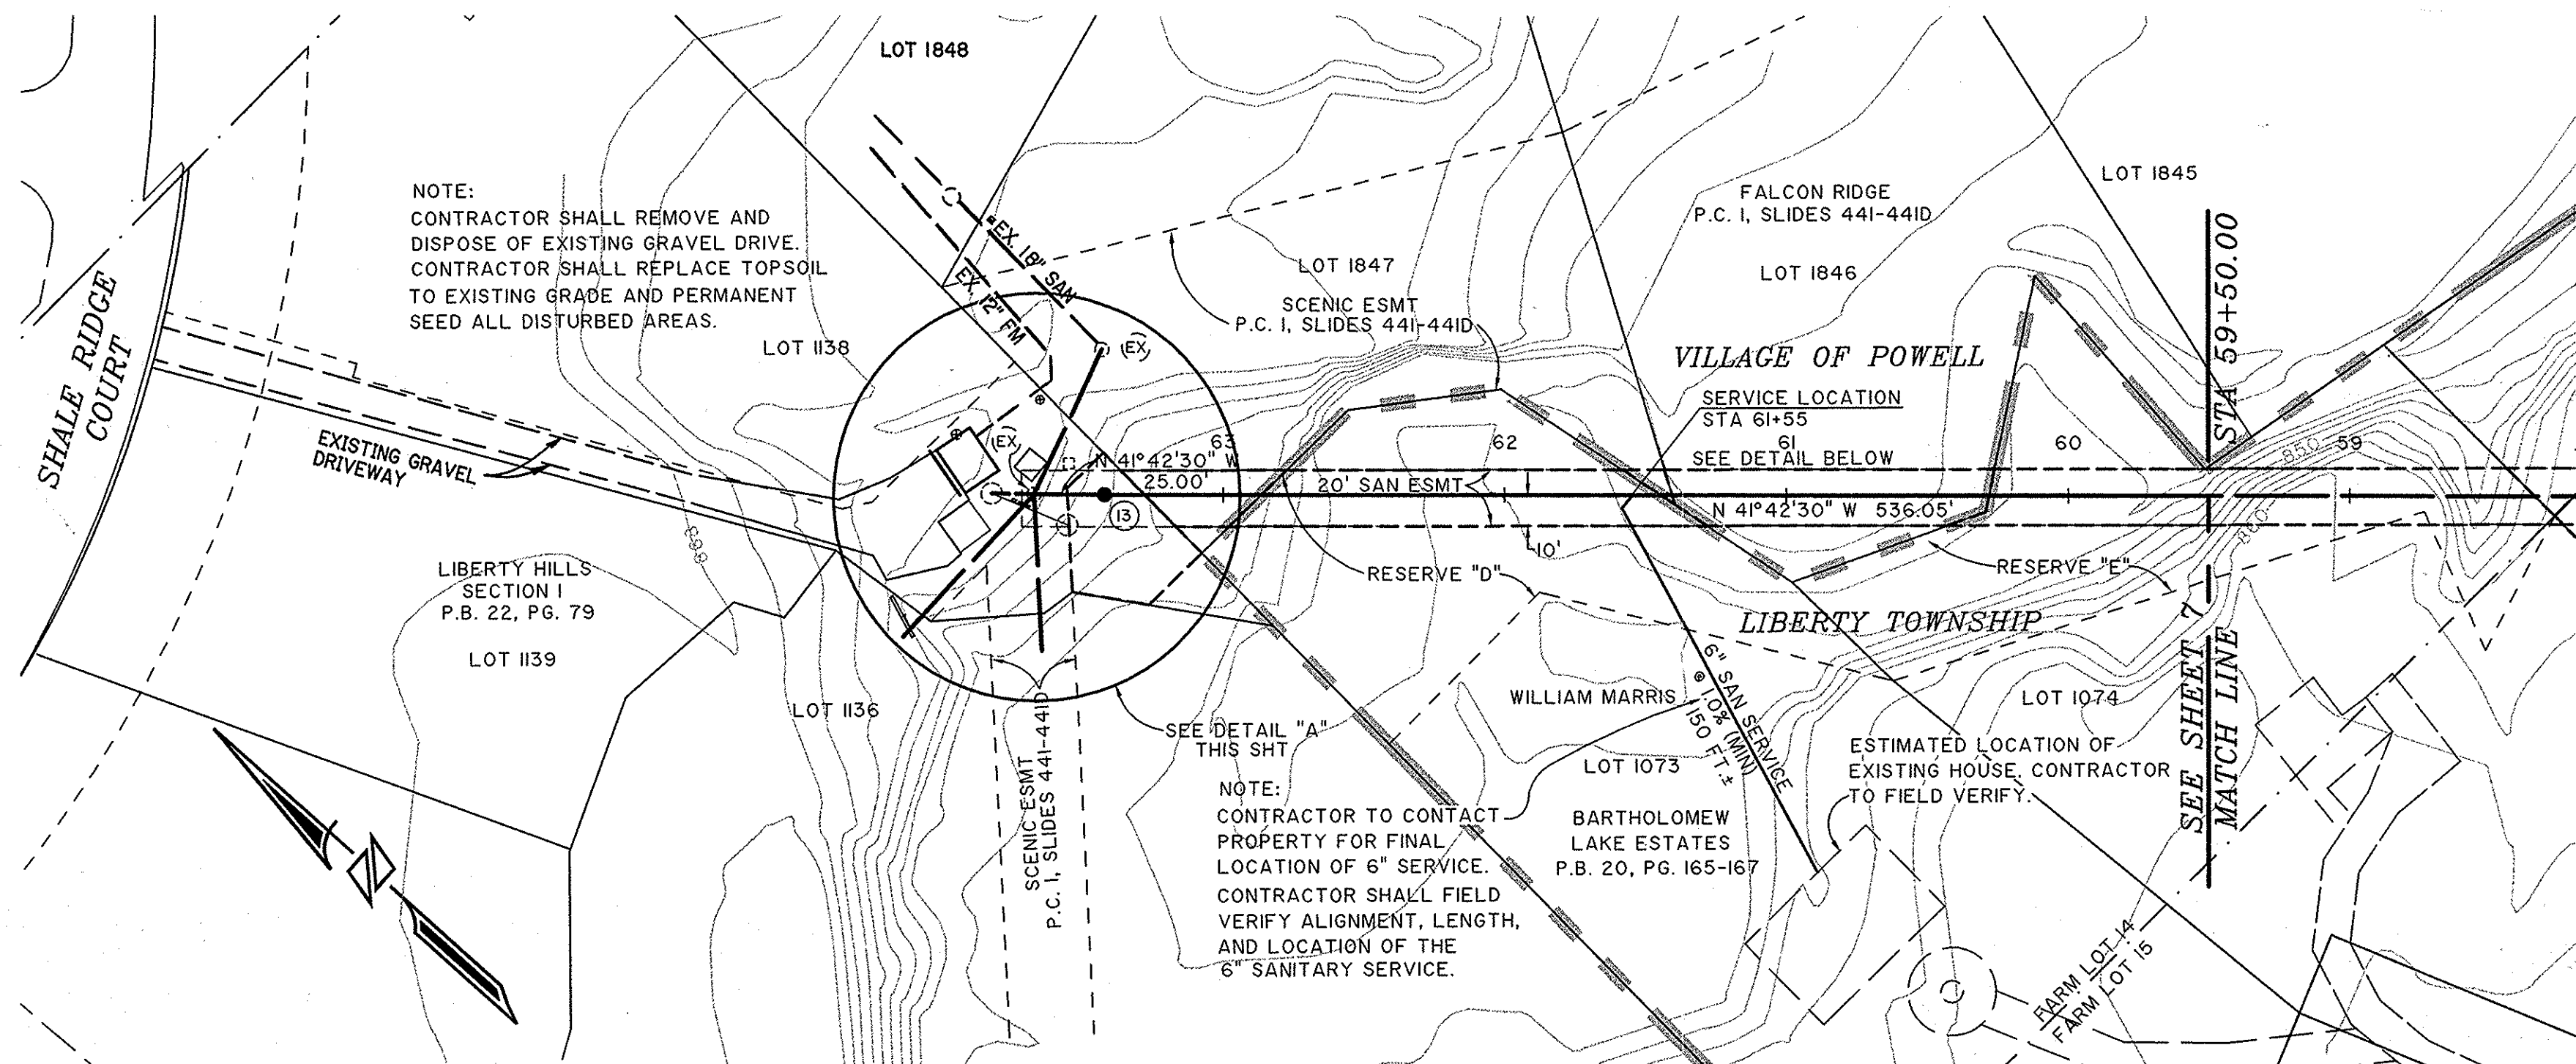 LOT 1848
NOTE:
CONTRACTOR SHALL REMOVE AND
DISPOSE OF EXISTING GRAVEL DRIVE.
CONTRACTOR SHALL REPLACE TOPSOIL
TO EXISTING GRADE AND PERMANENT
SEED ALL DISTURBED AREAS.
LOT 1138
EX. 18" SAN
EX. 12" FM
(EX)
(EX)
SHALE RIDGE
COURT
EXISTING GRAVEL
DRIVEWAY
LIBERTY HILLS
SECTION 1
P.B. 22, PG. 79
LOT 1139
LOT 1136
888
LOT 1847
SCENIC ESMT
P.C. 1, SLIDES 441-441D
FALCON RIDGE
P.C. 1, SLIDES 441-441D
LOT 1846
LOT 1845
STA 59+50.00
VILLAGE OF POWELL
SERVICE LOCATION
STA 61+55
SEE DETAIL BELOW
63
62
61
60
59
850
860
N 41°42'30" W
25.00'
13
20' SAN ESMT
10'
N 41°42'30" W 536.05'
RESERVE "D"
RESERVE "E"
LIBERTY TOWNSHIP
SEE SHEET 7
MATCH LINE
SCENIC ESMT
P.C. 1, SLIDES 441-441D
SEE DETAIL "A"
THIS SHT
NOTE:
CONTRACTOR TO CONTACT
PROPERTY FOR FINAL
LOCATION OF 6" SERVICE.
CONTRACTOR SHALL FIELD
VERIFY ALIGNMENT, LENGTH,
AND LOCATION OF THE
6" SANITARY SERVICE.
WILLIAM MARRIS
6" SAN SERVICE
@ 1.0% (MIN)
150 FT.±
LOT 1073
BARTHOLOMEW
LAKE ESTATES
P.B. 20, PG. 165-167
LOT 1074
ESTIMATED LOCATION OF
EXISTING HOUSE. CONTRACTOR
TO FIELD VERIFY.
FARM LOT 14
FARM LOT 15
N